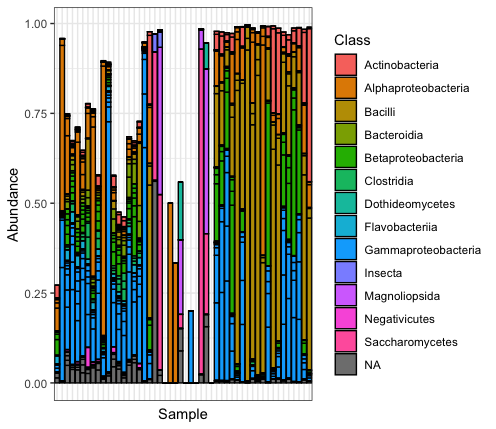 1.00
0.75
0.50
0.25
0.00
Abundance
Sample
Class
Actinobacteria
Alphaproteobacteria
Bacilli
Bacteroidia
Betaproteobacteria
Clostridia
Dothideomycetes
Flavobacteriia
Gammaproteobacteria
Insecta
Magnoliopsida
Negativicutes
Saccharomycetes
NA